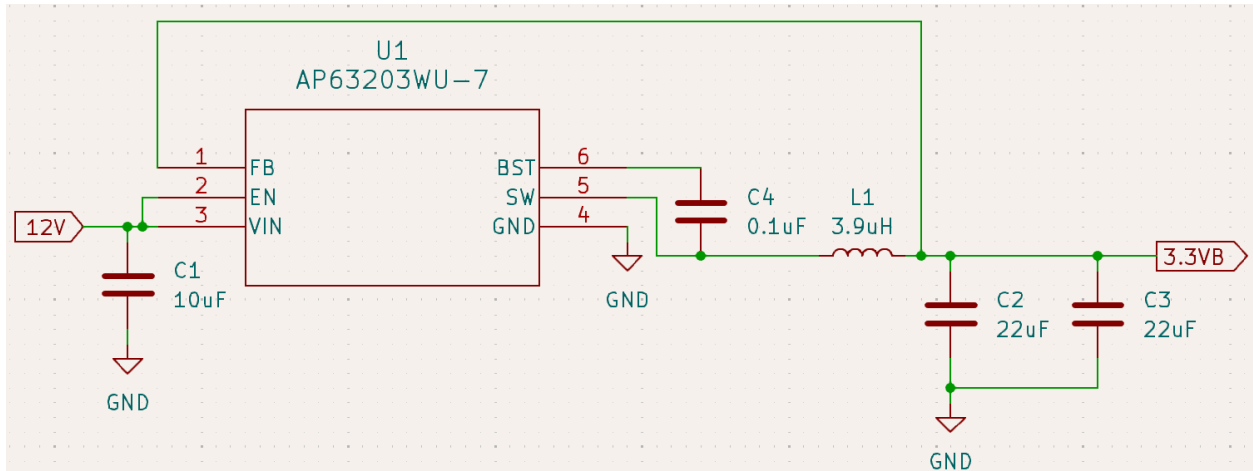 U1
AP63203WU-7
1
FB
BST
6
2
EN
SW
5
3
VIN
GND
4
12V
C4
0.1uF
L1
3.9uH
3.3VB
C1
10uF
GND
C2
22uF
C3
22uF
GND
GND